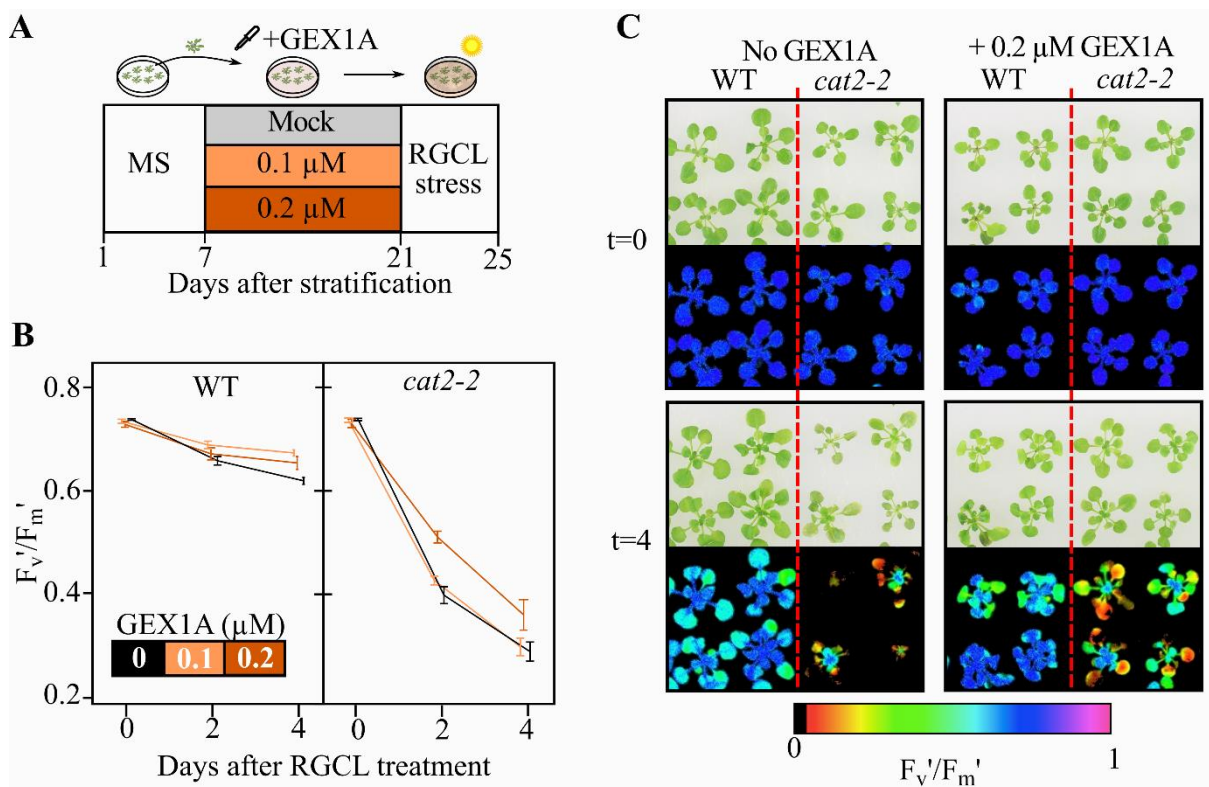 A
+GEX1A
MS
Mock
0.1 µM
0.2 µM
RGCL
stress
1
7
21
25
Days after stratification
B
WT
cat2-2
0.8
0.6
0.4
0.2
Fv'/Fm'
GEX1A (µM)
0
0.1
0.2
0
2
4
0
2
4
Days after RGCL treatment
C
No GEX1A
+ 0.2 µM GEX1A
WT
cat2-2
WT
cat2-2
t=0
t=4
0
1
Fv'/Fm'